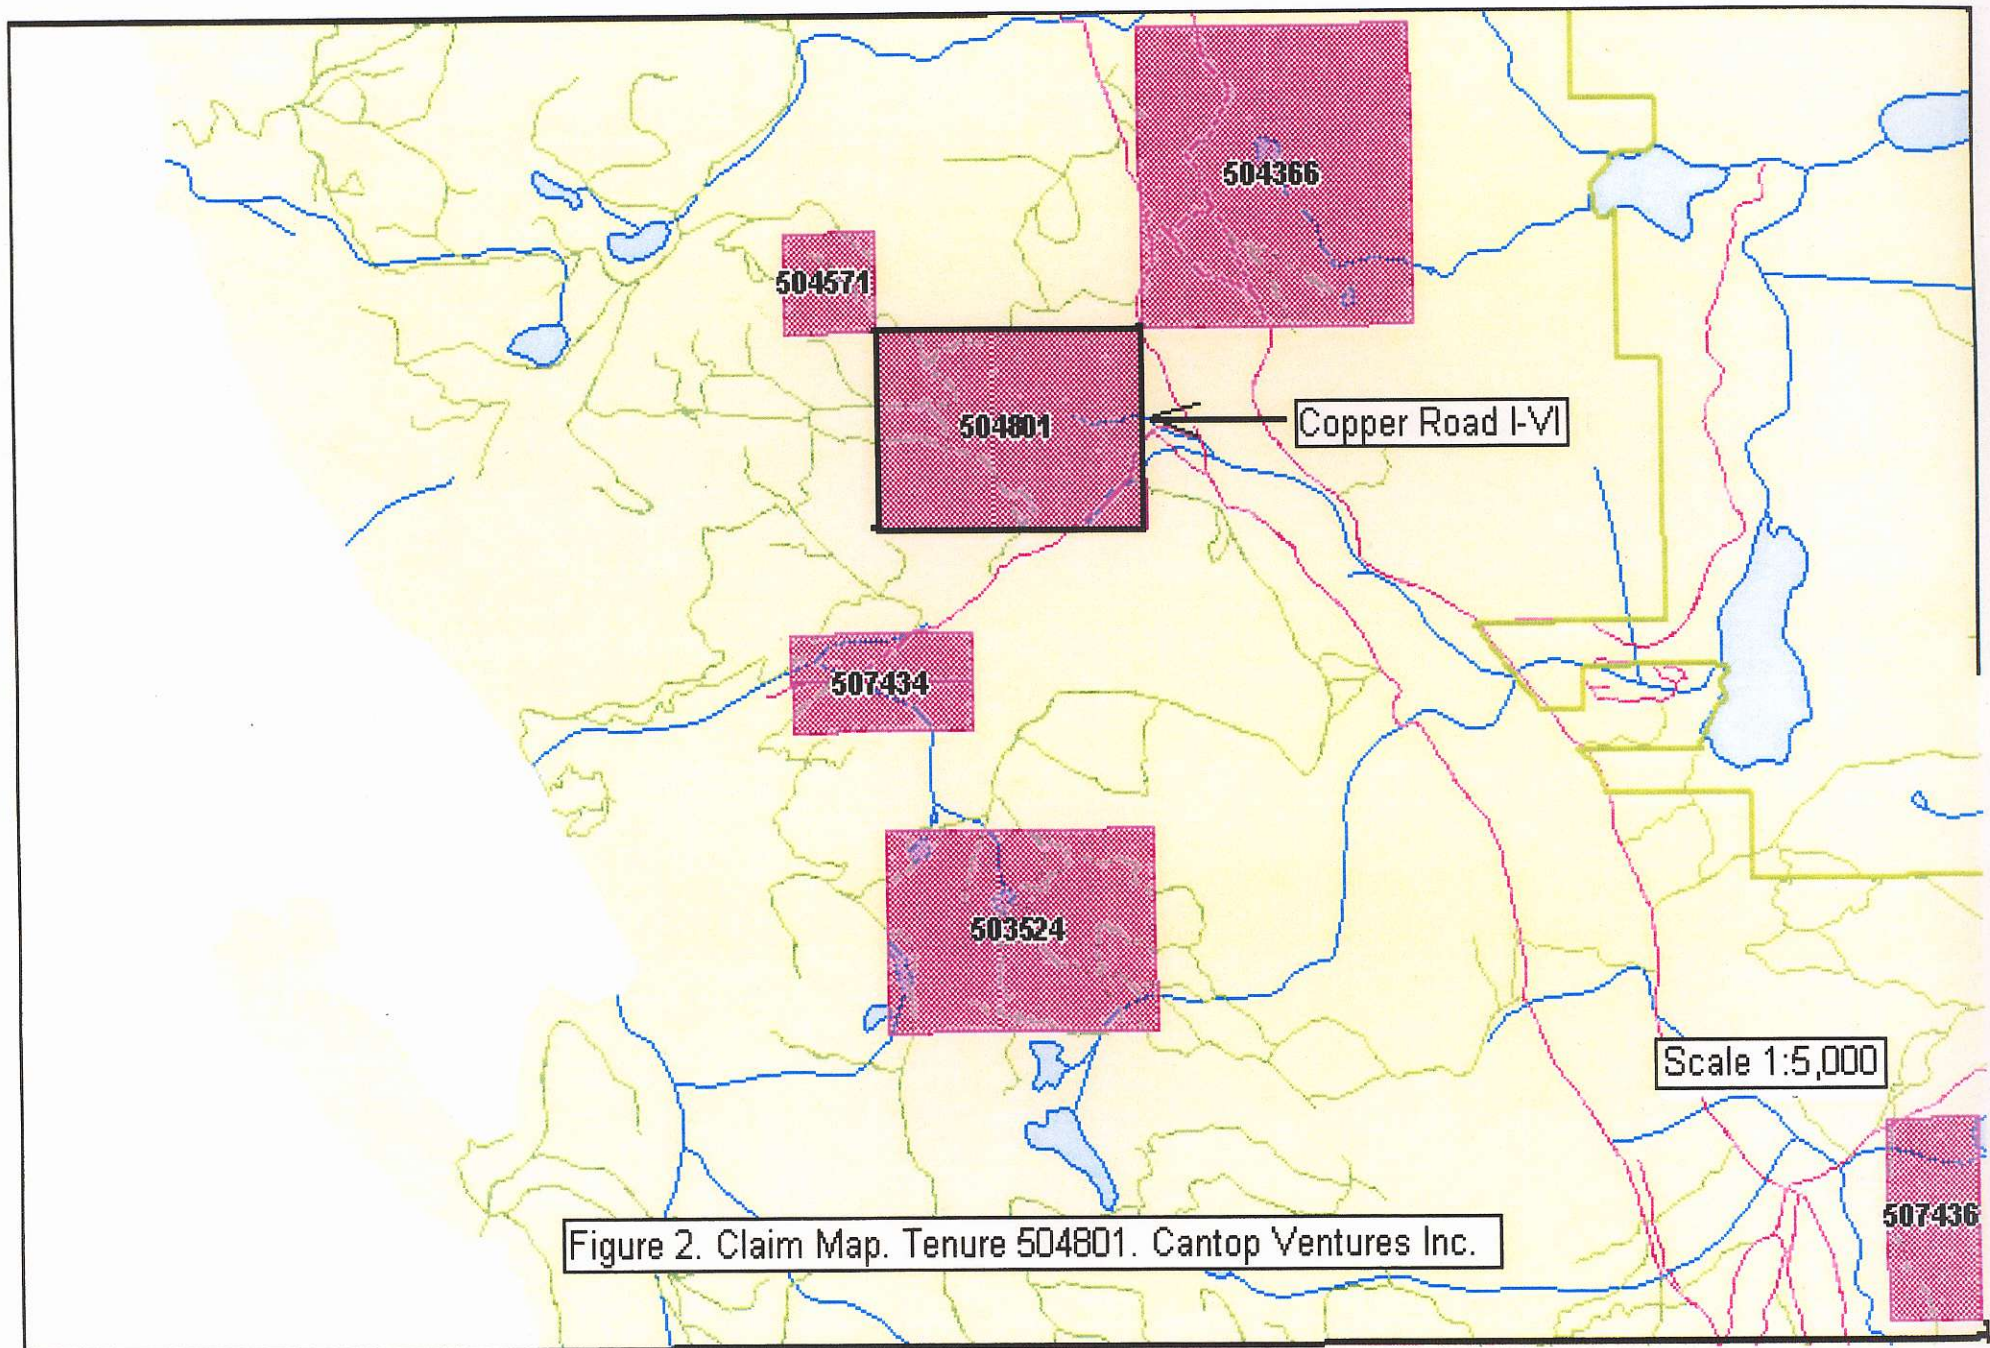 504366
504571
504801
Copper Road I-VI
507434
503524
Scale 1:5,000
507436
Figure 2. Claim Map. Tenure 504801. Cantop Ventures Inc.